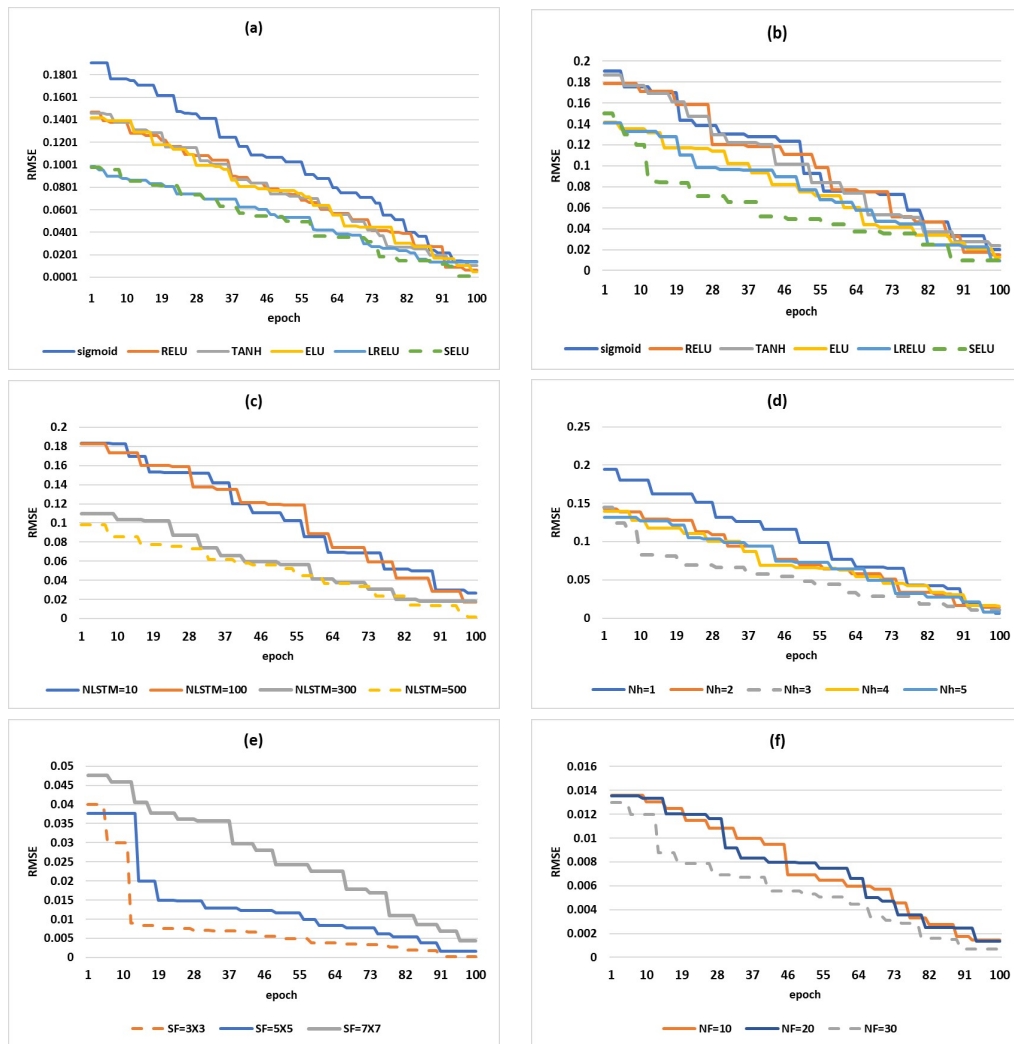 (a)
RMSE
0.1801
0.1601
0.1401
0.1201
0.1001
0.0801
0.0601
0.0401
0.0201
0.0001
1 10 19 28 37 46 55 64 73 82 91 100
epoch
sigmoid RELU TANH ELU LRELU SELU
(b)
RMSE
0.2
0.18
0.16
0.14
0.12
0.1
0.08
0.06
0.04
0.02
0
1 10 19 28 37 46 55 64 73 82 91 100
epoch
sigmoid RELU TANH ELU LRELU SELU
(c)
RMSE
0.2
0.18
0.16
0.14
0.12
0.1
0.08
0.06
0.04
0.02
0
1 10 19 28 37 46 55 64 73 82 91 100
epoch
NLSTM=10 NLSTM=100 NLSTM=300 NLSTM=500
(d)
RMSE
0.25
0.2
0.15
0.1
0.05
0
1 10 19 28 37 46 55 64 73 82 91 100
epoch
Nh=1 Nh=2 Nh=3 Nh=4 Nh=5
(e)
RMSE
0.05
0.045
0.04
0.035
0.03
0.025
0.02
0.015
0.01
0.005
0
1 10 19 28 37 46 55 64 73 82 91 100
epoch
SF=3X3 SF=5X5 SF=7X7
(f)
RMSE
0.016
0.014
0.012
0.01
0.008
0.006
0.004
0.002
0
1 10 19 28 37 46 55 64 73 82 91 100
epoch
NF=10 NF=20 NF=30